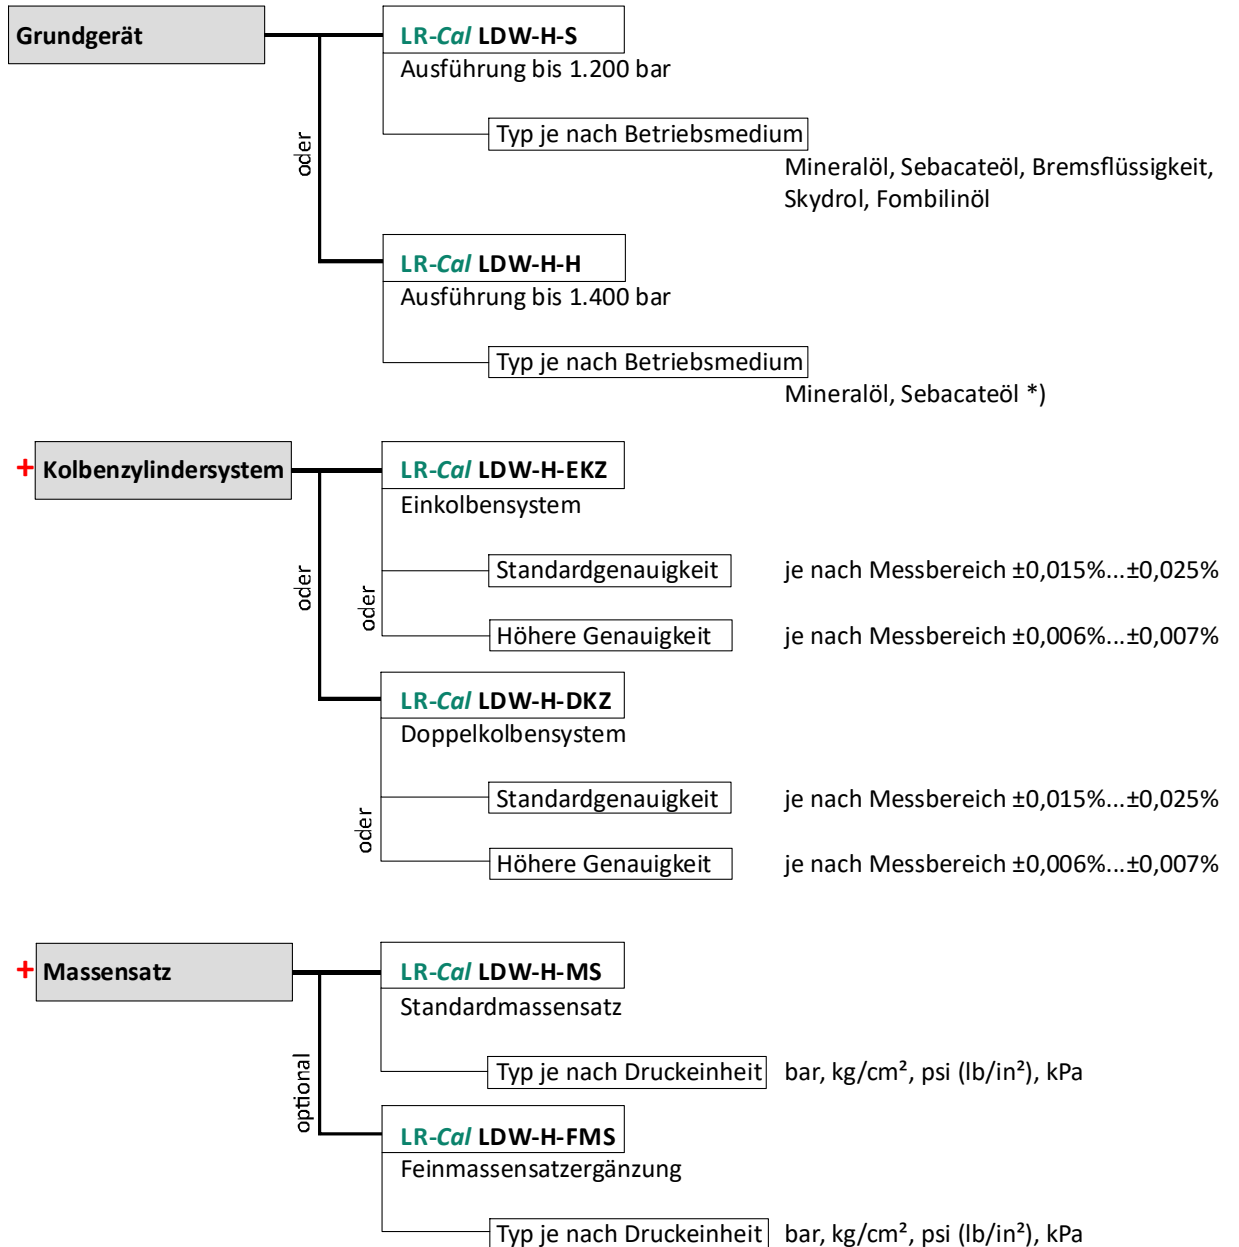 Grundgerät
LR-Cal LDW-H-S
Ausführung bis 1.200 bar
Typ je nach Betriebsmedium
oder
Mineralöl, Sebacateöl, Bremsflüssigkeit,
Skydrol, Fombilinöl
LR-Cal LDW-H-H
Ausführung bis 1.400 bar
Typ je nach Betriebsmedium
Mineralöl, Sebacateöl *)
+ Kolbenzylindersystem
LR-Cal LDW-H-EKZ
Einkolbensystem
oder
oder
Standardgenauigkeit je nach Messbereich ±0,015%...±0,025%
Höhere Genauigkeit je nach Messbereich ±0,006%...±0,007%
LR-Cal LDW-H-DKZ
Doppelkolbensystem
oder
Standardgenauigkeit je nach Messbereich ±0,015%...±0,025%
Höhere Genauigkeit je nach Messbereich ±0,006%...±0,007%
+ Massensatz
LR-Cal LDW-H-MS
Standardmassensatz
optional
Typ je nach Druckeinheit bar, kg/cm², psi (lb/in²), kPa
LR-Cal LDW-H-FMS
Feinmassensatzergänzung
Typ je nach Druckeinheit bar, kg/cm², psi (lb/in²), kPa